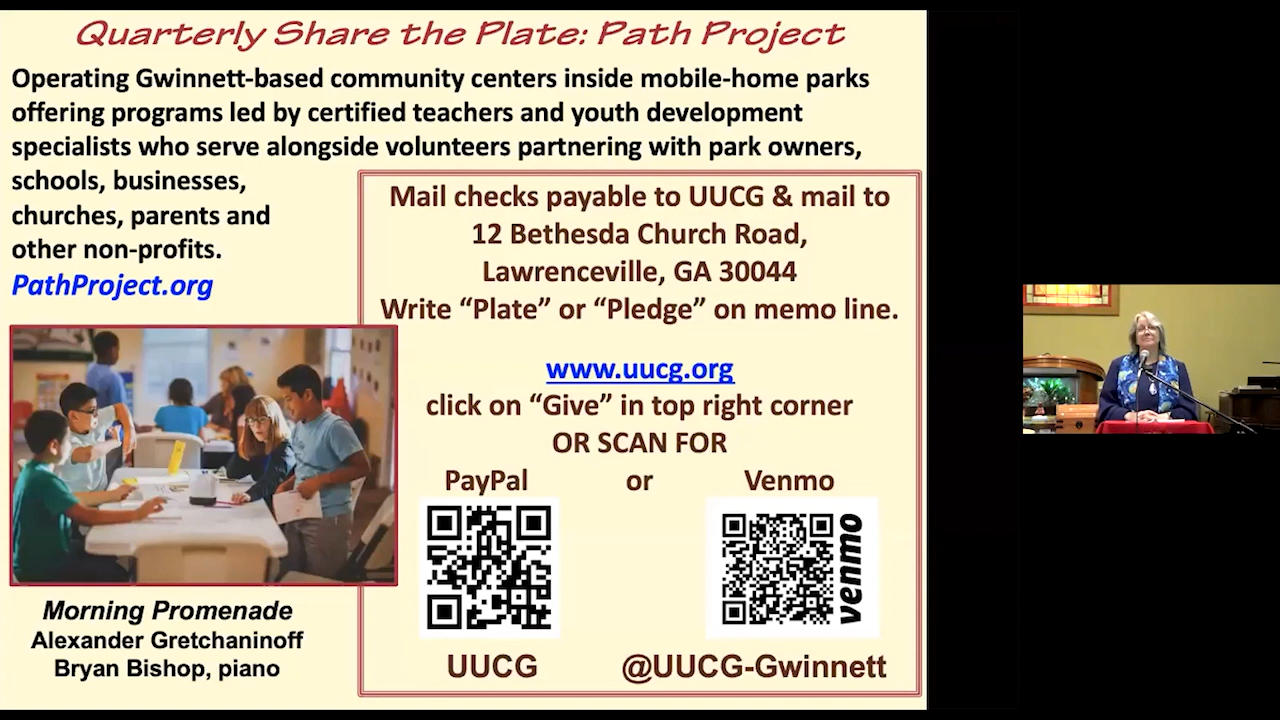 Quarterly Share the Plate: Path Project
Operating Gwinnett-based community centers inside mobile-home parks
offering programs led by certified teachers and youth development
specialists who serve alongside volunteers partnering with park owners,
schools, businesses,
churches, parents and
other non-profits.
PathProject.org
Mail checks payable to UUCG & mail to
12 Bethesda Church Road,
Lawrenceville, GA 30044
Write “Plate” or “Pledge” on memo line.
www.uucg.org
click on “Give” in top right corner
OR SCAN FOR
PayPal or Venmo
venmo
UUCG @UUCG-Gwinnett
Morning Promenade
Alexander Gretchaninoff
Bryan Bishop, piano